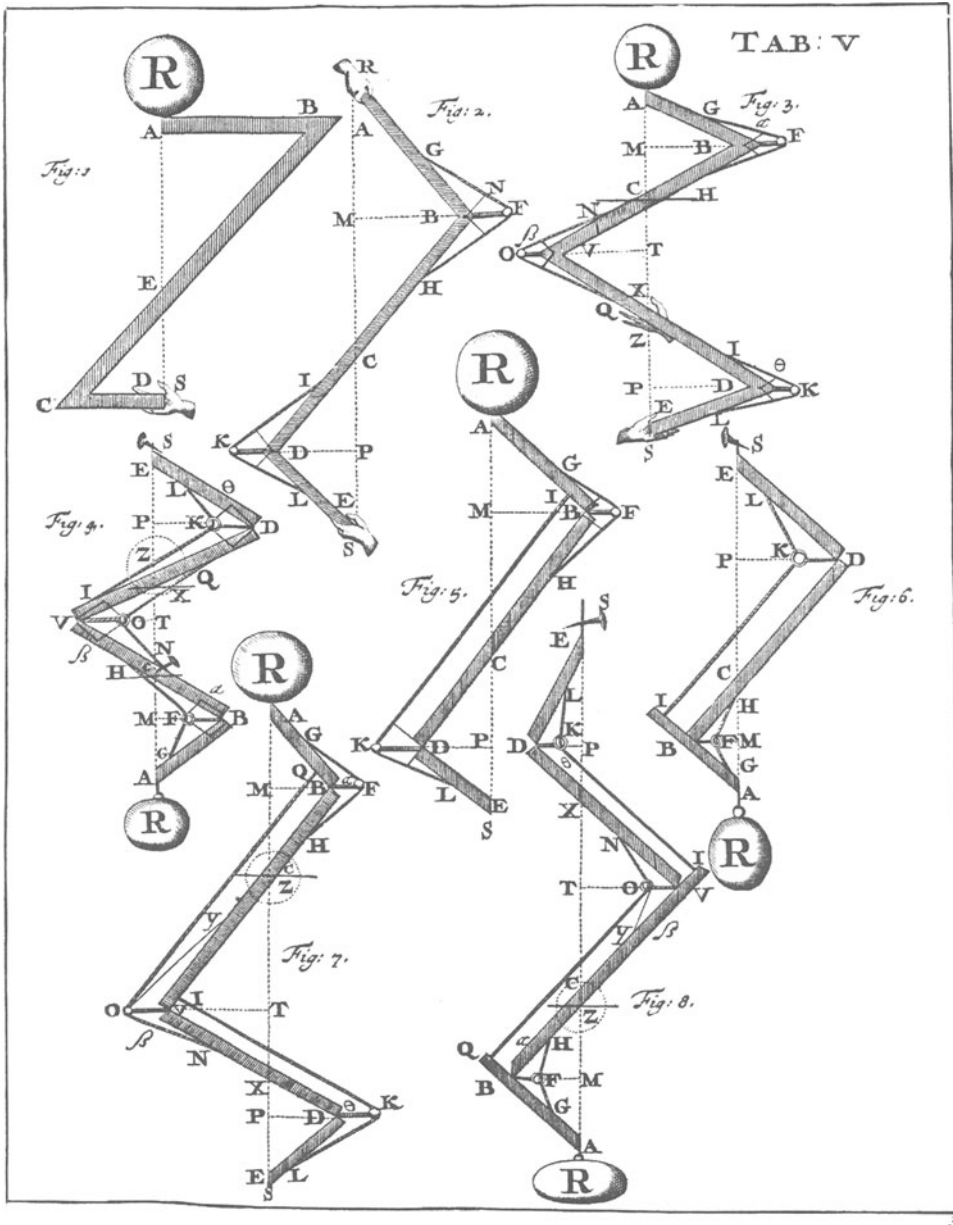 TAB: V
Fig: 1
R
B
A
E
D
S
C
Fig: 2.
R
A
G
N
F
M
B
H
C
I
K
D
P
L
E
S
Fig: 3.
R
A
G
α
F
M
B
C
H
N
β
O
V
T
X
Q
Z
I
θ
P
D
K
E
L
S
Fig. 4.
S
E
L
θ
P
K
D
Z
I
Q
X
V
O
T
β
N
H
C
α
M
F
B
G
A
R
Fig: 5.
R
A
G
I
M
B
F
H
C
K
D
P
L
E
S
Fig: 6.
S
E
L
K
P
D
C
I
H
B
F
M
G
A
R
Fig: 7.
R
A
G
Q
M
B
α
F
H
C
Z
y
I
O
V
T
β
N
X
K
P
D
θ
E
L
S
Fig: 8.
S
E
L
K
D
P
θ
X
N
I
T
O
V
y
β
C
Z
α
H
Q
B
F
M
G
A
R